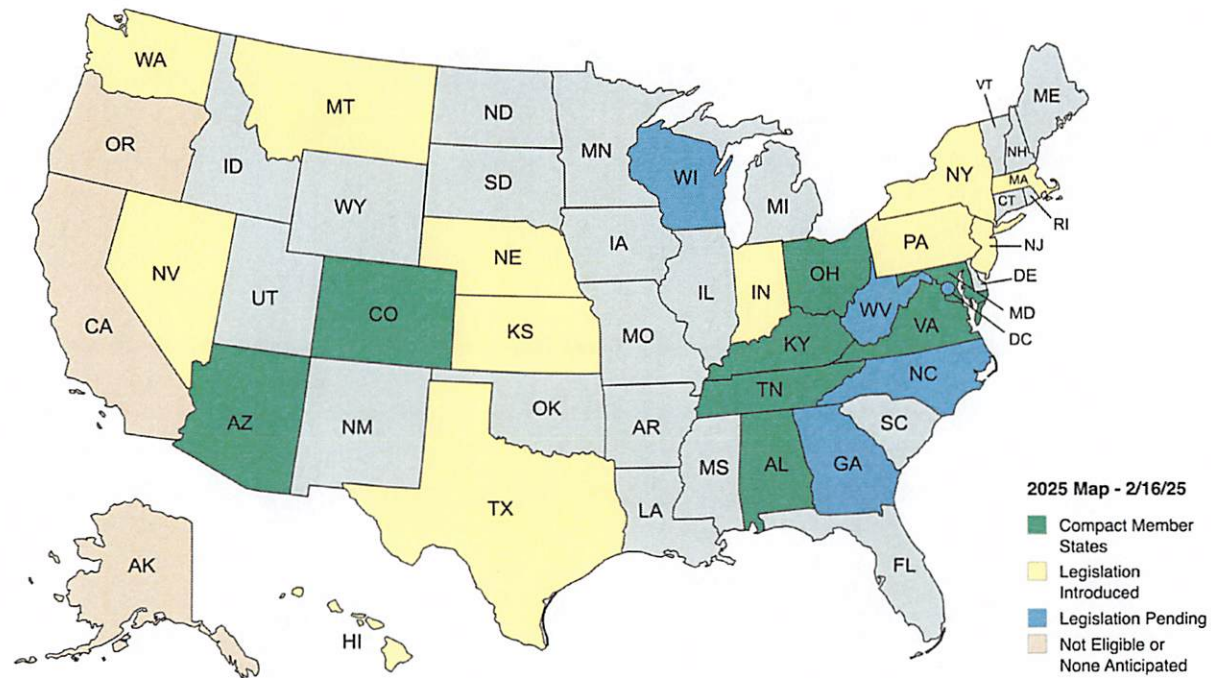 WA
MT
ND
MN
VT
ME
OR
ID
SD
WI
NH
NY
MA
WY
MI
CT
RI
IA
PA
NJ
NE
NV
OH
DE
IL
IN
UT
WV
MD
CA
CO
VA
KS
MO
KY
DC
NC
TN
AZ
OK
NM
AR
SC
MS
AL
GA
TX
LA
2025 Map - 2/16/25
Compact Member
States
AK
FL
Legislation
Introduced
Legislation Pending
HI
Not Eligible or
None Anticipated